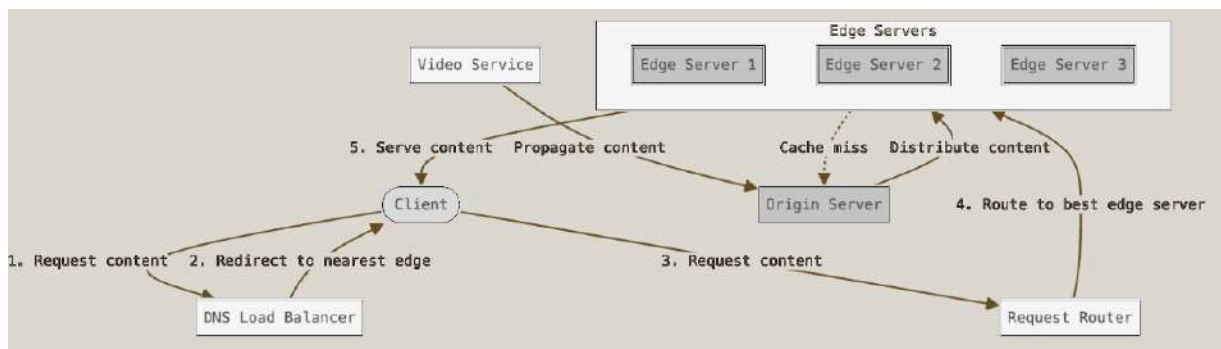 Edge Servers
Video Service
Edge Server 1
Edge Server 2
Edge Server 3
5. Serve content
Propagate content
Cache miss
Distribute content
Client
Origin Server
4. Route to best edge server
1. Request content
2. Redirect to nearest edge
3. Request content
DNS Load Balancer
Request Router